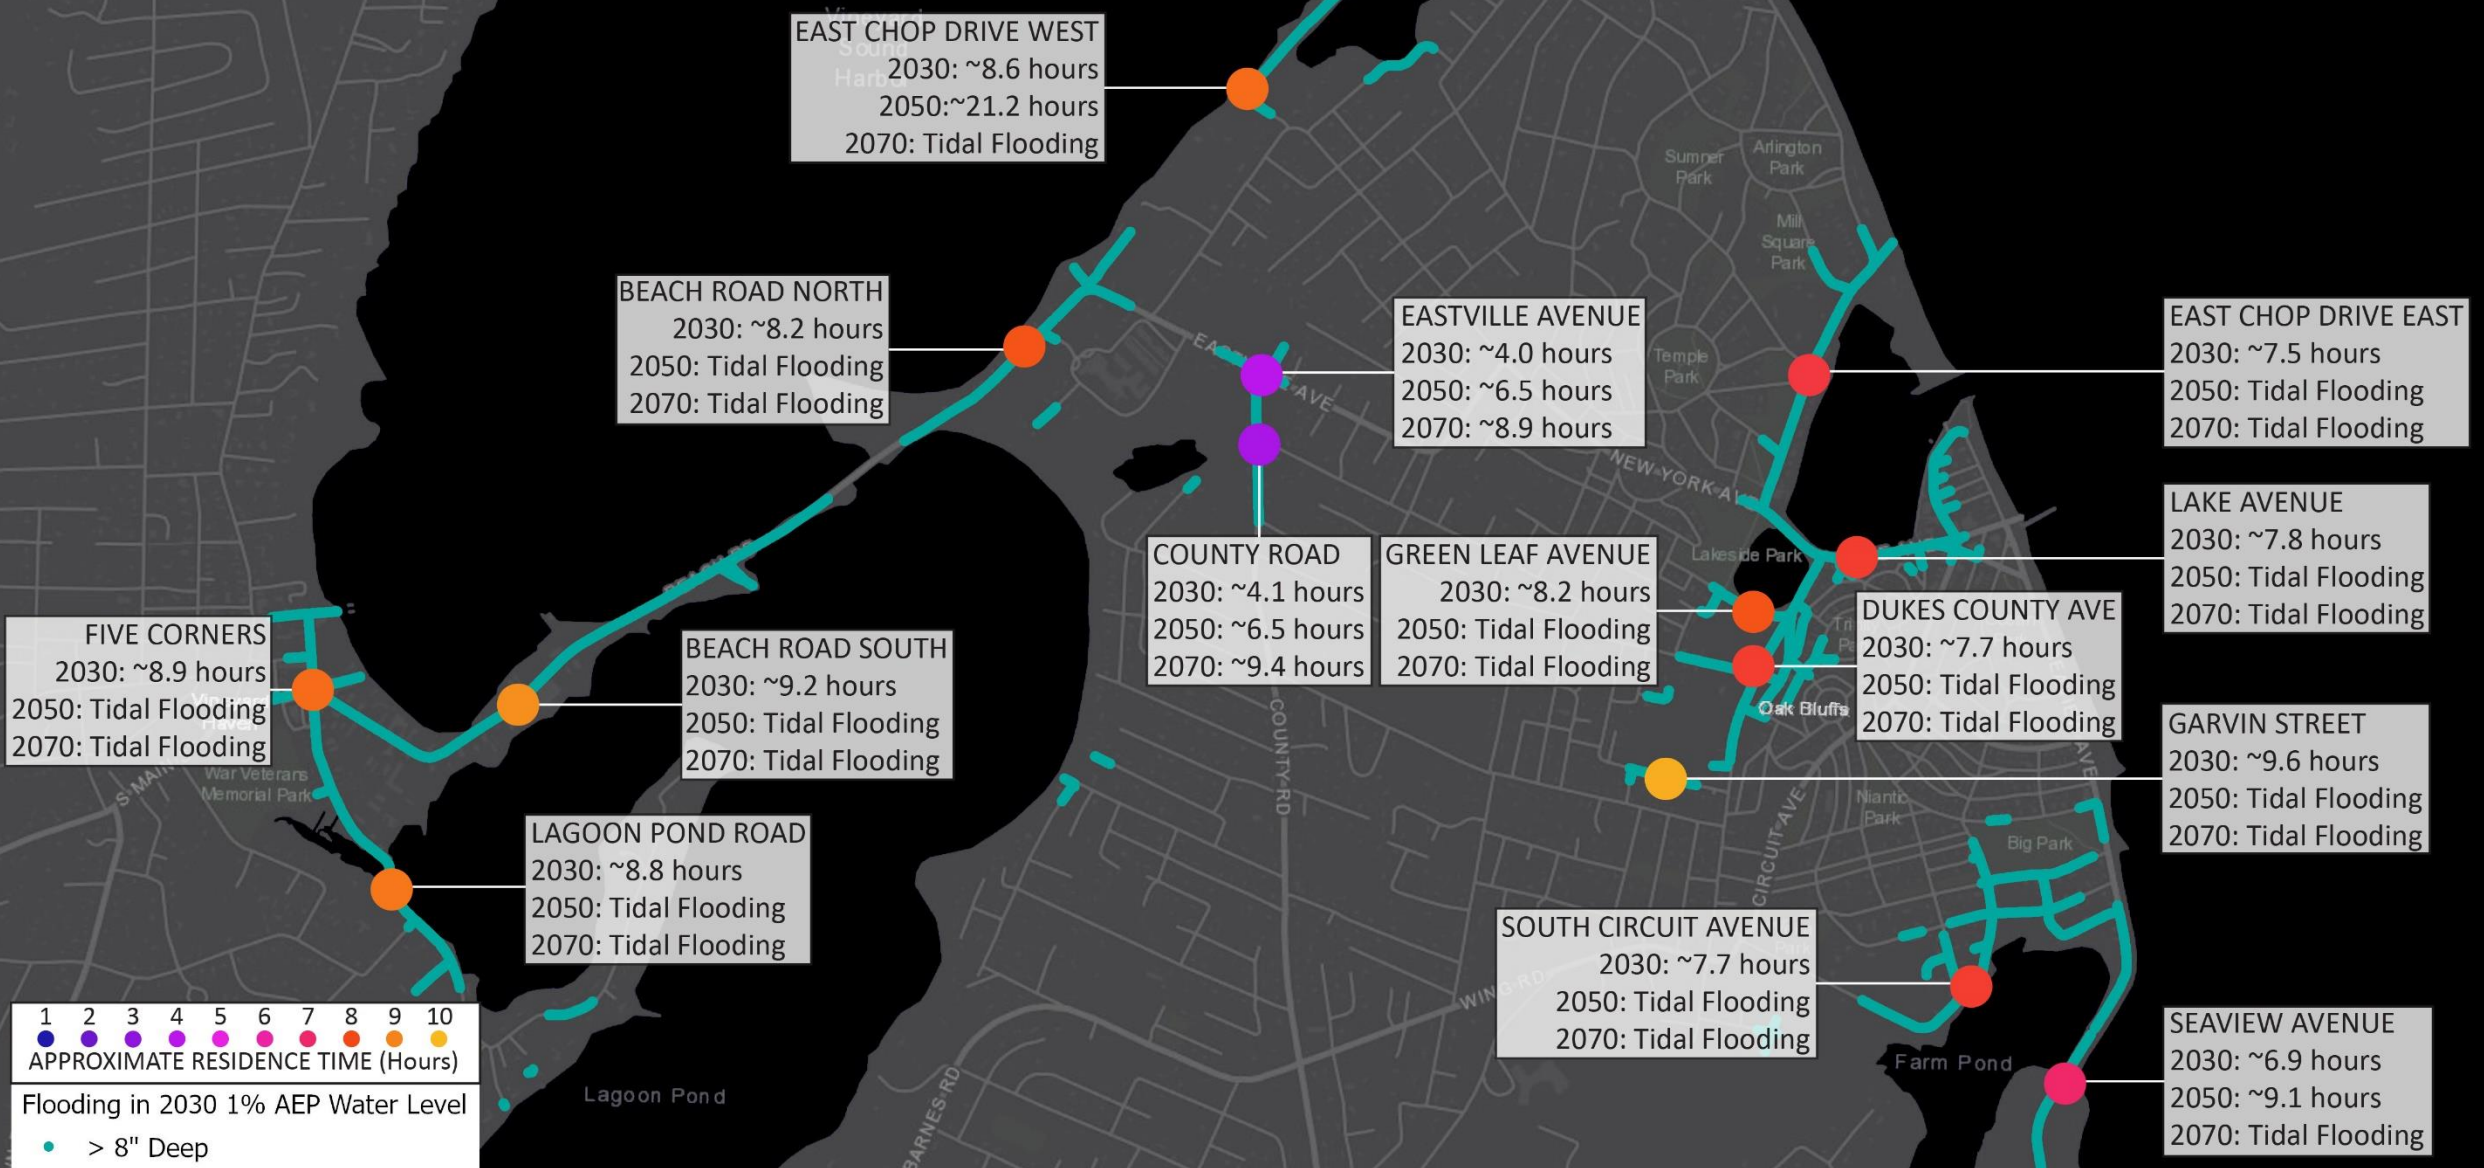 Vineyard
Sound
EAST CHOP DRIVE WEST
2030: ~8.6 hours
2050:~21.2 hours
2070: Tidal Flooding
Sumner
Park
Arlington
Park
Mill
Square
Park
BEACH ROAD NORTH
2030: ~8.2 hours
2050: Tidal Flooding
2070: Tidal Flooding
EASTVILLE AVENUE
2030: ~4.0 hours
2050: ~6.5 hours
2070: ~8.9 hours
AVE
Temple
Park
EAST CHOP DRIVE EAST
2030: ~7.5 hours
2050: Tidal Flooding
2070: Tidal Flooding
NEW YORK AV
LAKE AVENUE
2030: ~7.8 hours
2050: Tidal Flooding
2070: Tidal Flooding
COUNTY ROAD
2030: ~4.1 hours
2050: ~6.5 hours
2070: ~9.4 hours
GREEN LEAF AVENUE
2030: ~8.2 hours
2050: Tidal Flooding
2070: Tidal Flooding
Lakeside Park
DUKES COUNTY AVE
2030: ~7.7 hours
2050: Tidal Flooding
2070: Tidal Flooding
Oak Bluffs
FIVE CORNERS
2030: ~8.9 hours
2050: Tidal Flooding
2070: Tidal Flooding
BEACH ROAD SOUTH
2030: ~9.2 hours
2050: Tidal Flooding
2070: Tidal Flooding
S MAIN
War Veterans
Memorial Park
COUNTY RD
GARVIN STREET
2030: ~9.6 hours
2050: Tidal Flooding
2070: Tidal Flooding
AVE
CIRCUIT AVE
Niantic
Park
Big Park
LAGOON POND ROAD
2030: ~8.8 hours
2050: Tidal Flooding
2070: Tidal Flooding
SOUTH CIRCUIT AVENUE
2030: ~7.7 hours
2050: Tidal Flooding
2070: Tidal Flooding
WING RD
Farm Pond
SEAVIEW AVENUE
2030: ~6.9 hours
2050: ~9.1 hours
2070: Tidal Flooding
Lagoon Pond
BARNES RD
1 2 3 4 5 6 7 8 9 10
APPROXIMATE RESIDENCE TIME (Hours)
Flooding in 2030 1% AEP Water Level
> 8" Deep